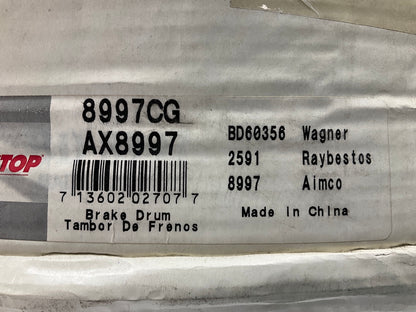 8997CG
AX8997
TOP
7 13602 02707 7
Brake Drum
Tambor De Frenos
BD60356 Wagner
2591 Raybestos
8997 Aimco
Made in China